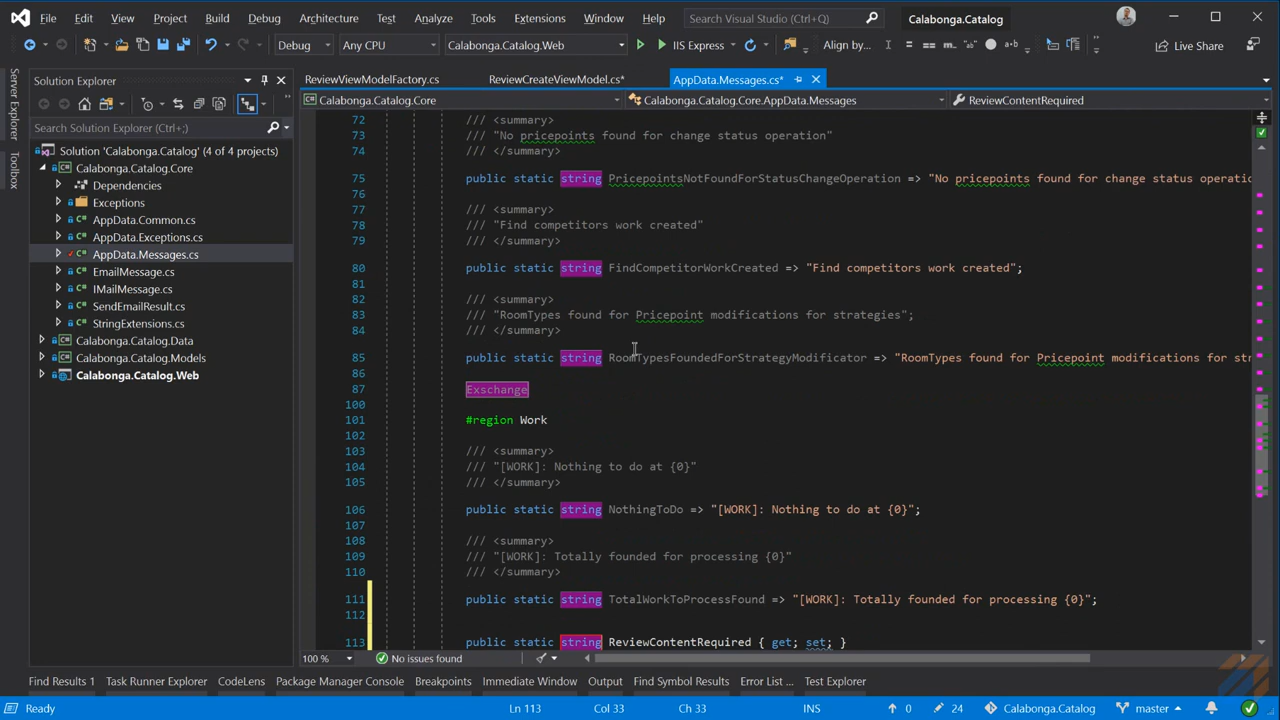 File Edit View Project Build Debug Architecture Test Analyze Tools Extensions Window Help Search Visual Studio (Ctrl+Q) Calabonga.Catalog
Debug Any CPU Calabonga.Catalog.Web IIS Express Align by... Live Share
Server Explorer
Toolbox
Solution Explorer
Search Solution Explorer (Ctrl+;)
Solution 'Calabonga.Catalog' (4 of 4 projects)
Calabonga.Catalog.Core
Dependencies
Exceptions
AppData.Common.cs
AppData.Exceptions.cs
AppData.Messages.cs
EmailMessage.cs
IMailMessage.cs
SendEmailResult.cs
StringExtensions.cs
Calabonga.Catalog.Data
Calabonga.Catalog.Models
Calabonga.Catalog.Web
ReviewViewModelFactory.cs ReviewCreateViewModel.cs* AppData.Messages.cs*
Calabonga.Catalog.Core Calabonga.Catalog.Core.AppData.Messages ReviewContentRequired
72 /// <summary>
73 /// "No pricepoints found for change status operation"
74 /// </summary>
75 public static string PricepointsNotFoundForStatusChangeOperation => "No pricepoints found for change status operatio
76
77 /// <summary>
78 /// "Find competitors work created"
79 /// </summary>
80 public static string FindCompetitorWorkCreated => "Find competitors work created";
81
82 /// <summary>
83 /// "RoomTypes found for Pricepoint modifications for strategies";
84 /// </summary>
85 public static string RoomTypesFoundedForStrategyModificator => "RoomTypes found for Pricepoint modifications for str
86
87 Exschange
100
101 #region Work
102
103 /// <summary>
104 /// "[WORK]: Nothing to do at {0}"
105 /// </summary>
106 public static string NothingToDo => "[WORK]: Nothing to do at {0}";
107
108 /// <summary>
109 /// "[WORK]: Totally founded for processing {0}"
110 /// </summary>
111 public static string TotalWorkToProcessFound => "[WORK]: Totally founded for processing {0}";
112
113 public static string ReviewContentRequired { get; set; }
100 % No issues found
Find Results 1 Task Runner Explorer CodeLens Package Manager Console Breakpoints Immediate Window Output Find Symbol Results Error List ... Test Explorer
Ready Ln 113 Col 33 Ch 33 INS 0 24 Calabonga.Catalog master